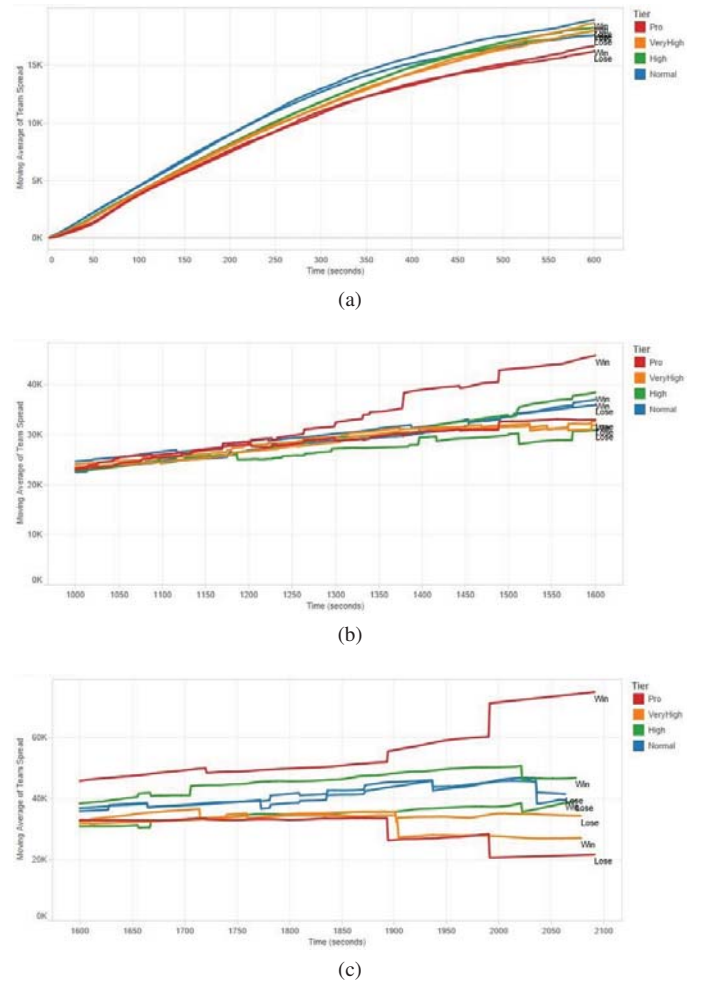 Tier
Pro
VeryHigh
High
Normal
Moving Average of Team Spread
15K
10K
5K
0K
Win
Lose
Win
Lose
0 50 100 150 200 250 300 350 400 450 500 550 600
Time (seconds)
(a)
Tier
Pro
VeryHigh
High
Normal
Moving Average of Team Spread
40K
30K
20K
10K
0K
Win
Win
Win
Lose
Lose
1000 1050 1100 1150 1200 1250 1300 1350 1400 1450 1500 1550 1600
Time (seconds)
(b)
Tier
Pro
VeryHigh
High
Normal
Moving Average of Team Spread
60K
40K
20K
0K
Win
Win
Lose
Lose
Lose
Win
Lose
1600 1650 1700 1750 1800 1850 1900 1950 2000 2050 2100
Time (seconds)
(c)